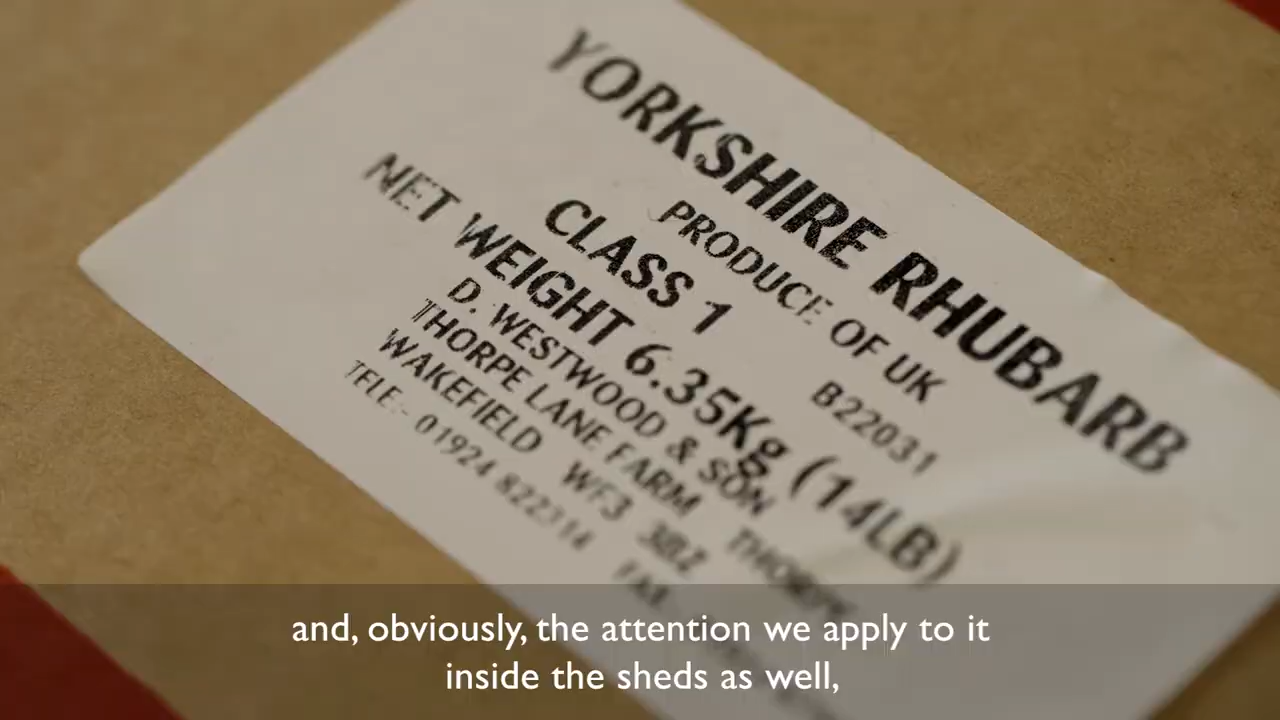 YORKSHIRE RHUBARB
PRODUCE OF UK
CLASS 1 B22031
NET WEIGHT 6.35Kg (14LB)
D. WESTWOOD & SON
THORPE LANE FARM THORPE
WAKEFIELD WF3 3BZ
TELE:- 01924 822314
and, obviously, the attention we apply to it
inside the sheds as well,